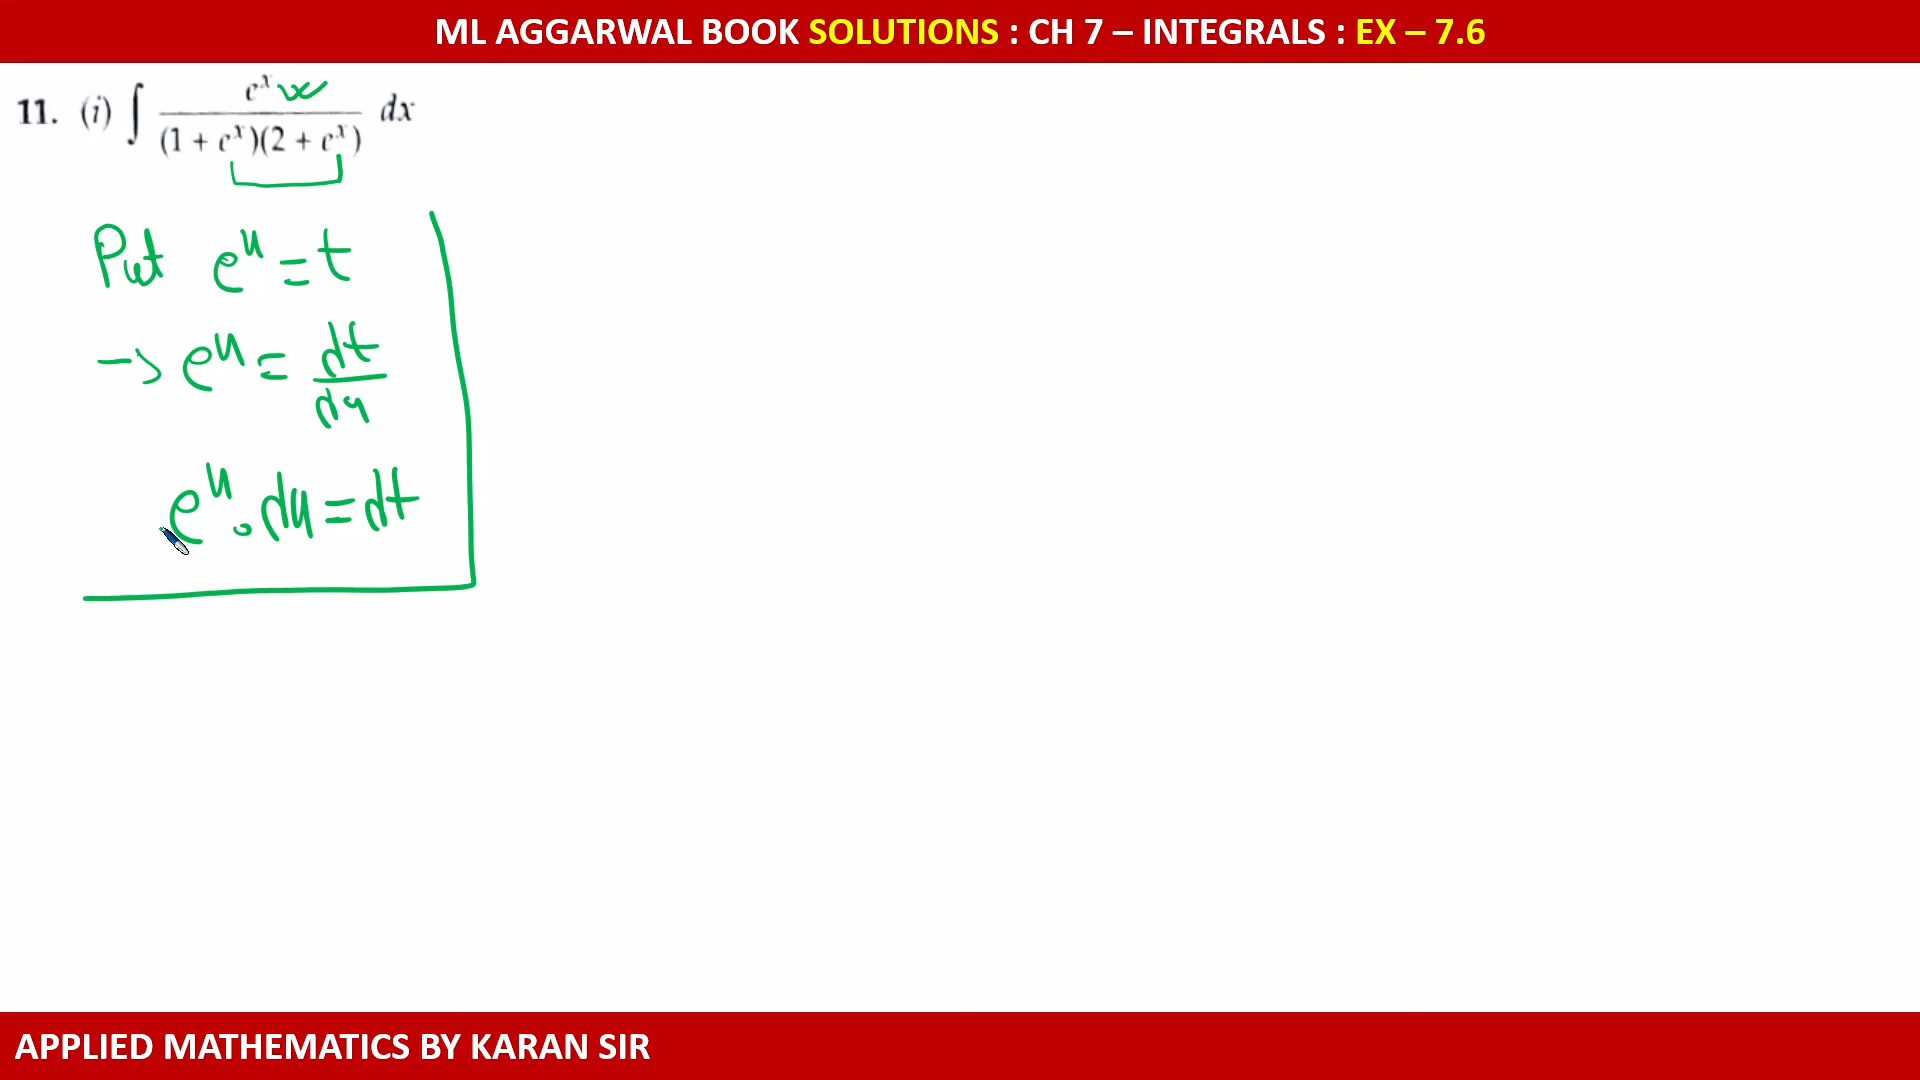 ML AGGARWAL BOOK SOLUTIONS : CH 7 – INTEGRALS : EX – 7.6
11. (i) ∫ e^x / (1 + e^x)(2 + e^x) dx
Put e^x = t
→ e^x = dt/dx
e^x . dx = dt
APPLIED MATHEMATICS BY KARAN SIR